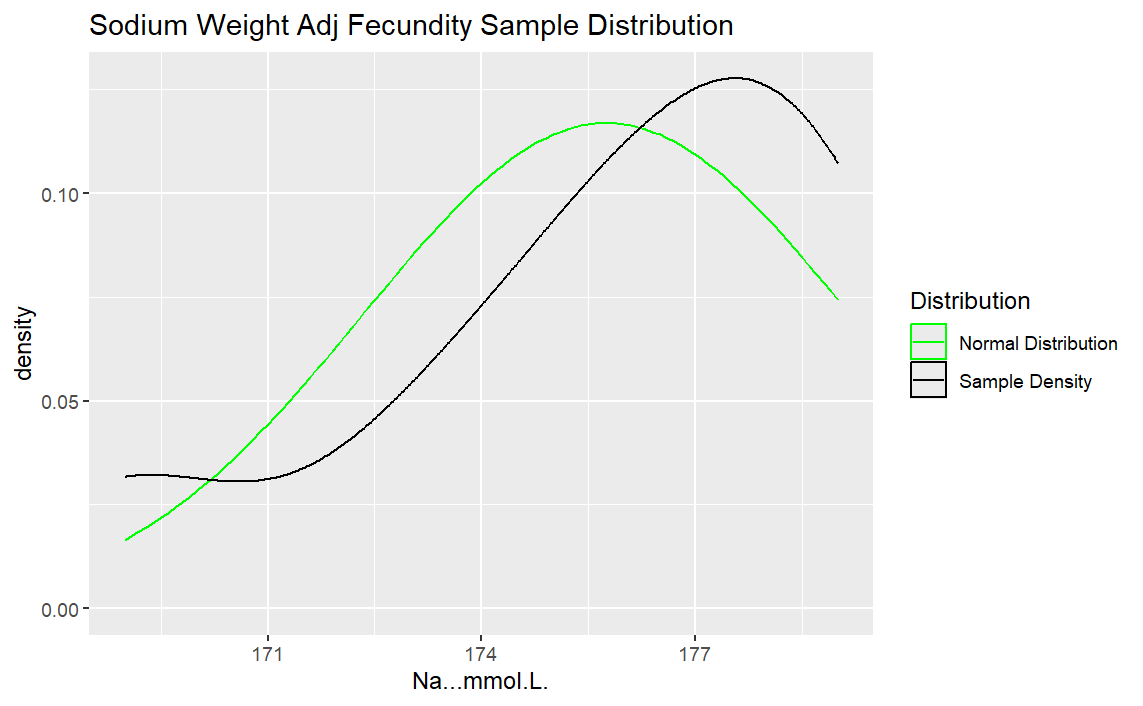 Sodium Weight Adj Fecundity Sample Distribution
density
0.10
0.05
0.00
171 174 177
Na...mmol.L.
Distribution
Normal Distribution
Sample Density